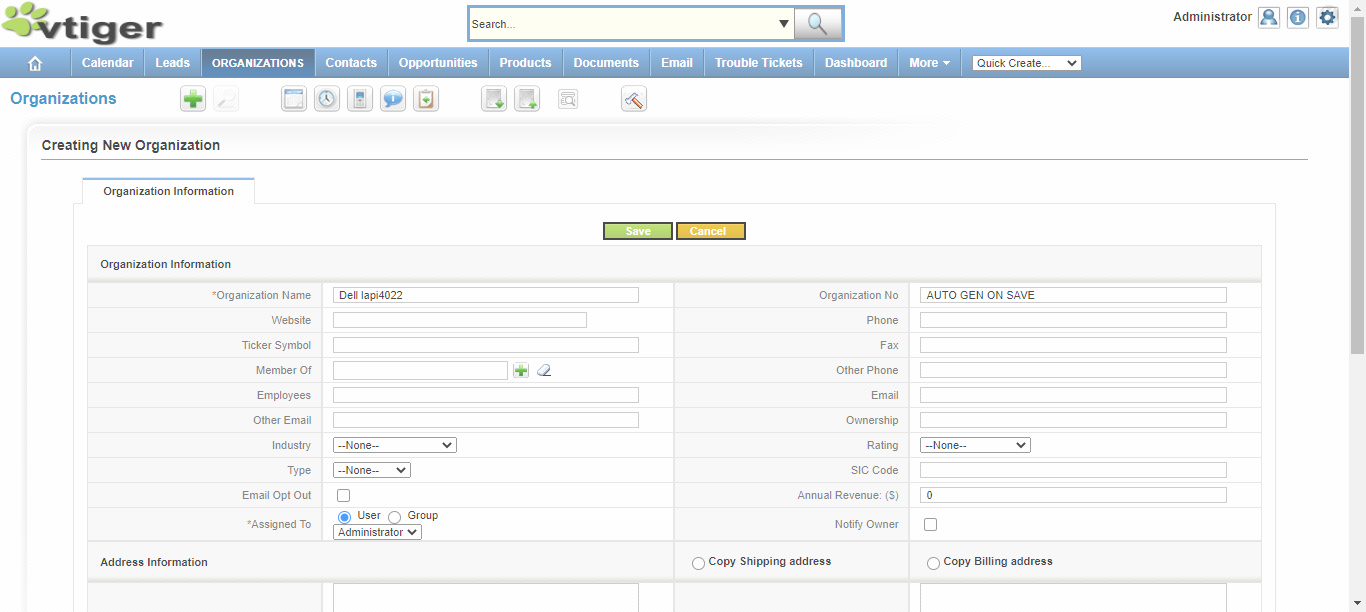 vtiger
Search...
Administrator
Calendar Leads ORGANIZATIONS Contacts Opportunities Products Documents Email Trouble Tickets Dashboard More Quick Create...
Organizations
Creating New Organization
Organization Information
Save Cancel
Organization Information
*Organization Name Dell lapi4022 Organization No AUTO GEN ON SAVE
Website Phone
Ticker Symbol Fax
Member Of Other Phone
Employees Email
Other Email Ownership
Industry --None-- Rating --None--
Type --None-- SIC Code
Email Opt Out Annual Revenue: ($) 0
*Assigned To User Group Notify Owner
Administrator
Address Information Copy Shipping address Copy Billing address